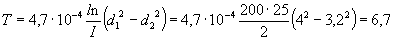 T = 4,7·10⁻⁴ ln/I (d₁² − d₂²) = 4,7·10⁻⁴ 200·25/2 (4² − 3,2²) = 6,7